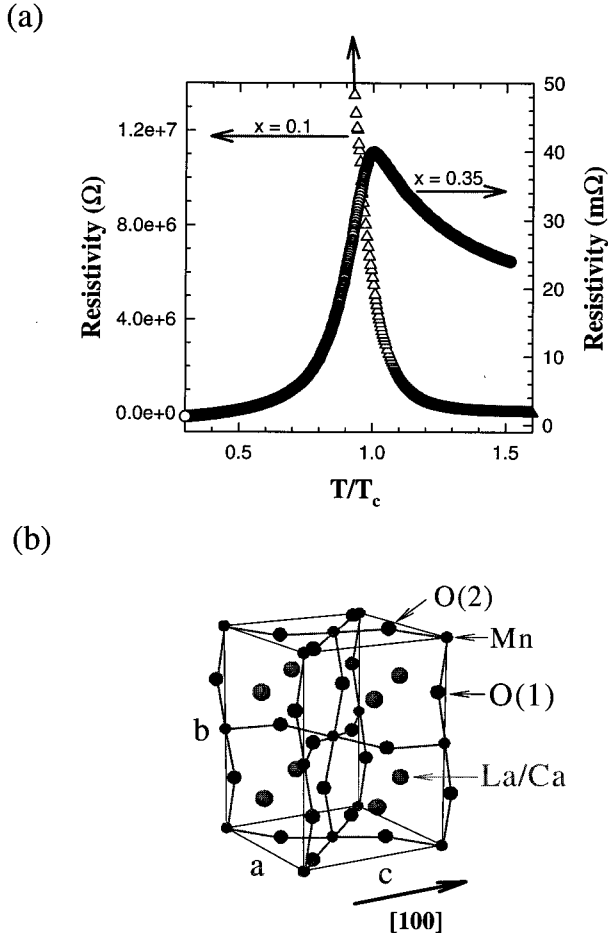 (a)
x = 0.1
x = 0.35
Resistivity (Ω)
1.2e+7
8.0e+6
4.0e+6
0.0e+0
50
40
30
20
10
0
Resistivity (mΩ)
0.5
1.0
1.5
T/Tc
(b)
O(2)
Mn
O(1)
b
La/Ca
a
c
[100]